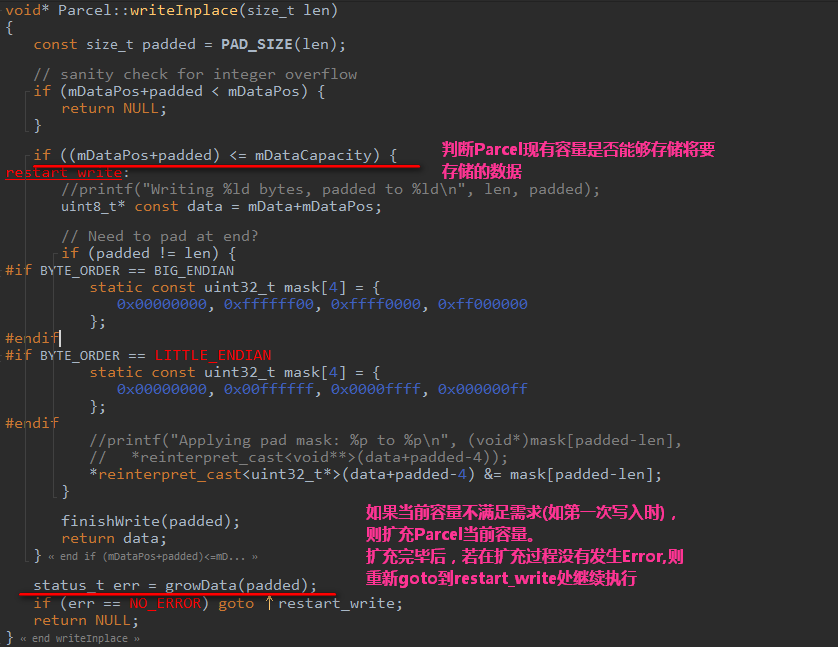 void* Parcel::writeInplace(size_t len)
{
const size_t padded = PAD_SIZE(len);
// sanity check for integer overflow
if (mDataPos+padded < mDataPos) {
return NULL;
}
if ((mDataPos+padded) <= mDataCapacity) {
判断Parcel现有容量是否能够存储将要
存储的数据
restart_write:
//printf("Writing %ld bytes, padded to %ld\n", len, padded);
uint8_t* const data = mData+mDataPos;
// Need to pad at end?
if (padded != len) {
#if BYTE_ORDER == BIG_ENDIAN
static const uint32_t mask[4] = {
0x00000000, 0xffffff00, 0xffff0000, 0xff000000
};
#endif
#if BYTE_ORDER == LITTLE_ENDIAN
static const uint32_t mask[4] = {
0x00000000, 0x00ffffff, 0x0000ffff, 0x000000ff
};
#endif
//printf("Applying pad mask: %p to %p\n", (void*)mask[padded-len],
// *reinterpret_cast<void**>(data+padded-4));
*reinterpret_cast<uint32_t*>(data+padded-4) &= mask[padded-len];
}
finishWrite(padded);
return data;
} « end if (mDataPos+padded)<=mD... »
如果当前容量不满足需求(如第一次写入时)，
则扩充Parcel当前容量。
扩充完毕后，若在扩充过程没有发生Error,则
重新goto到restart_write处继续执行
status_t err = growData(padded);
if (err == NO_ERROR) goto ↑restart_write;
return NULL;
} « end writeInplace »